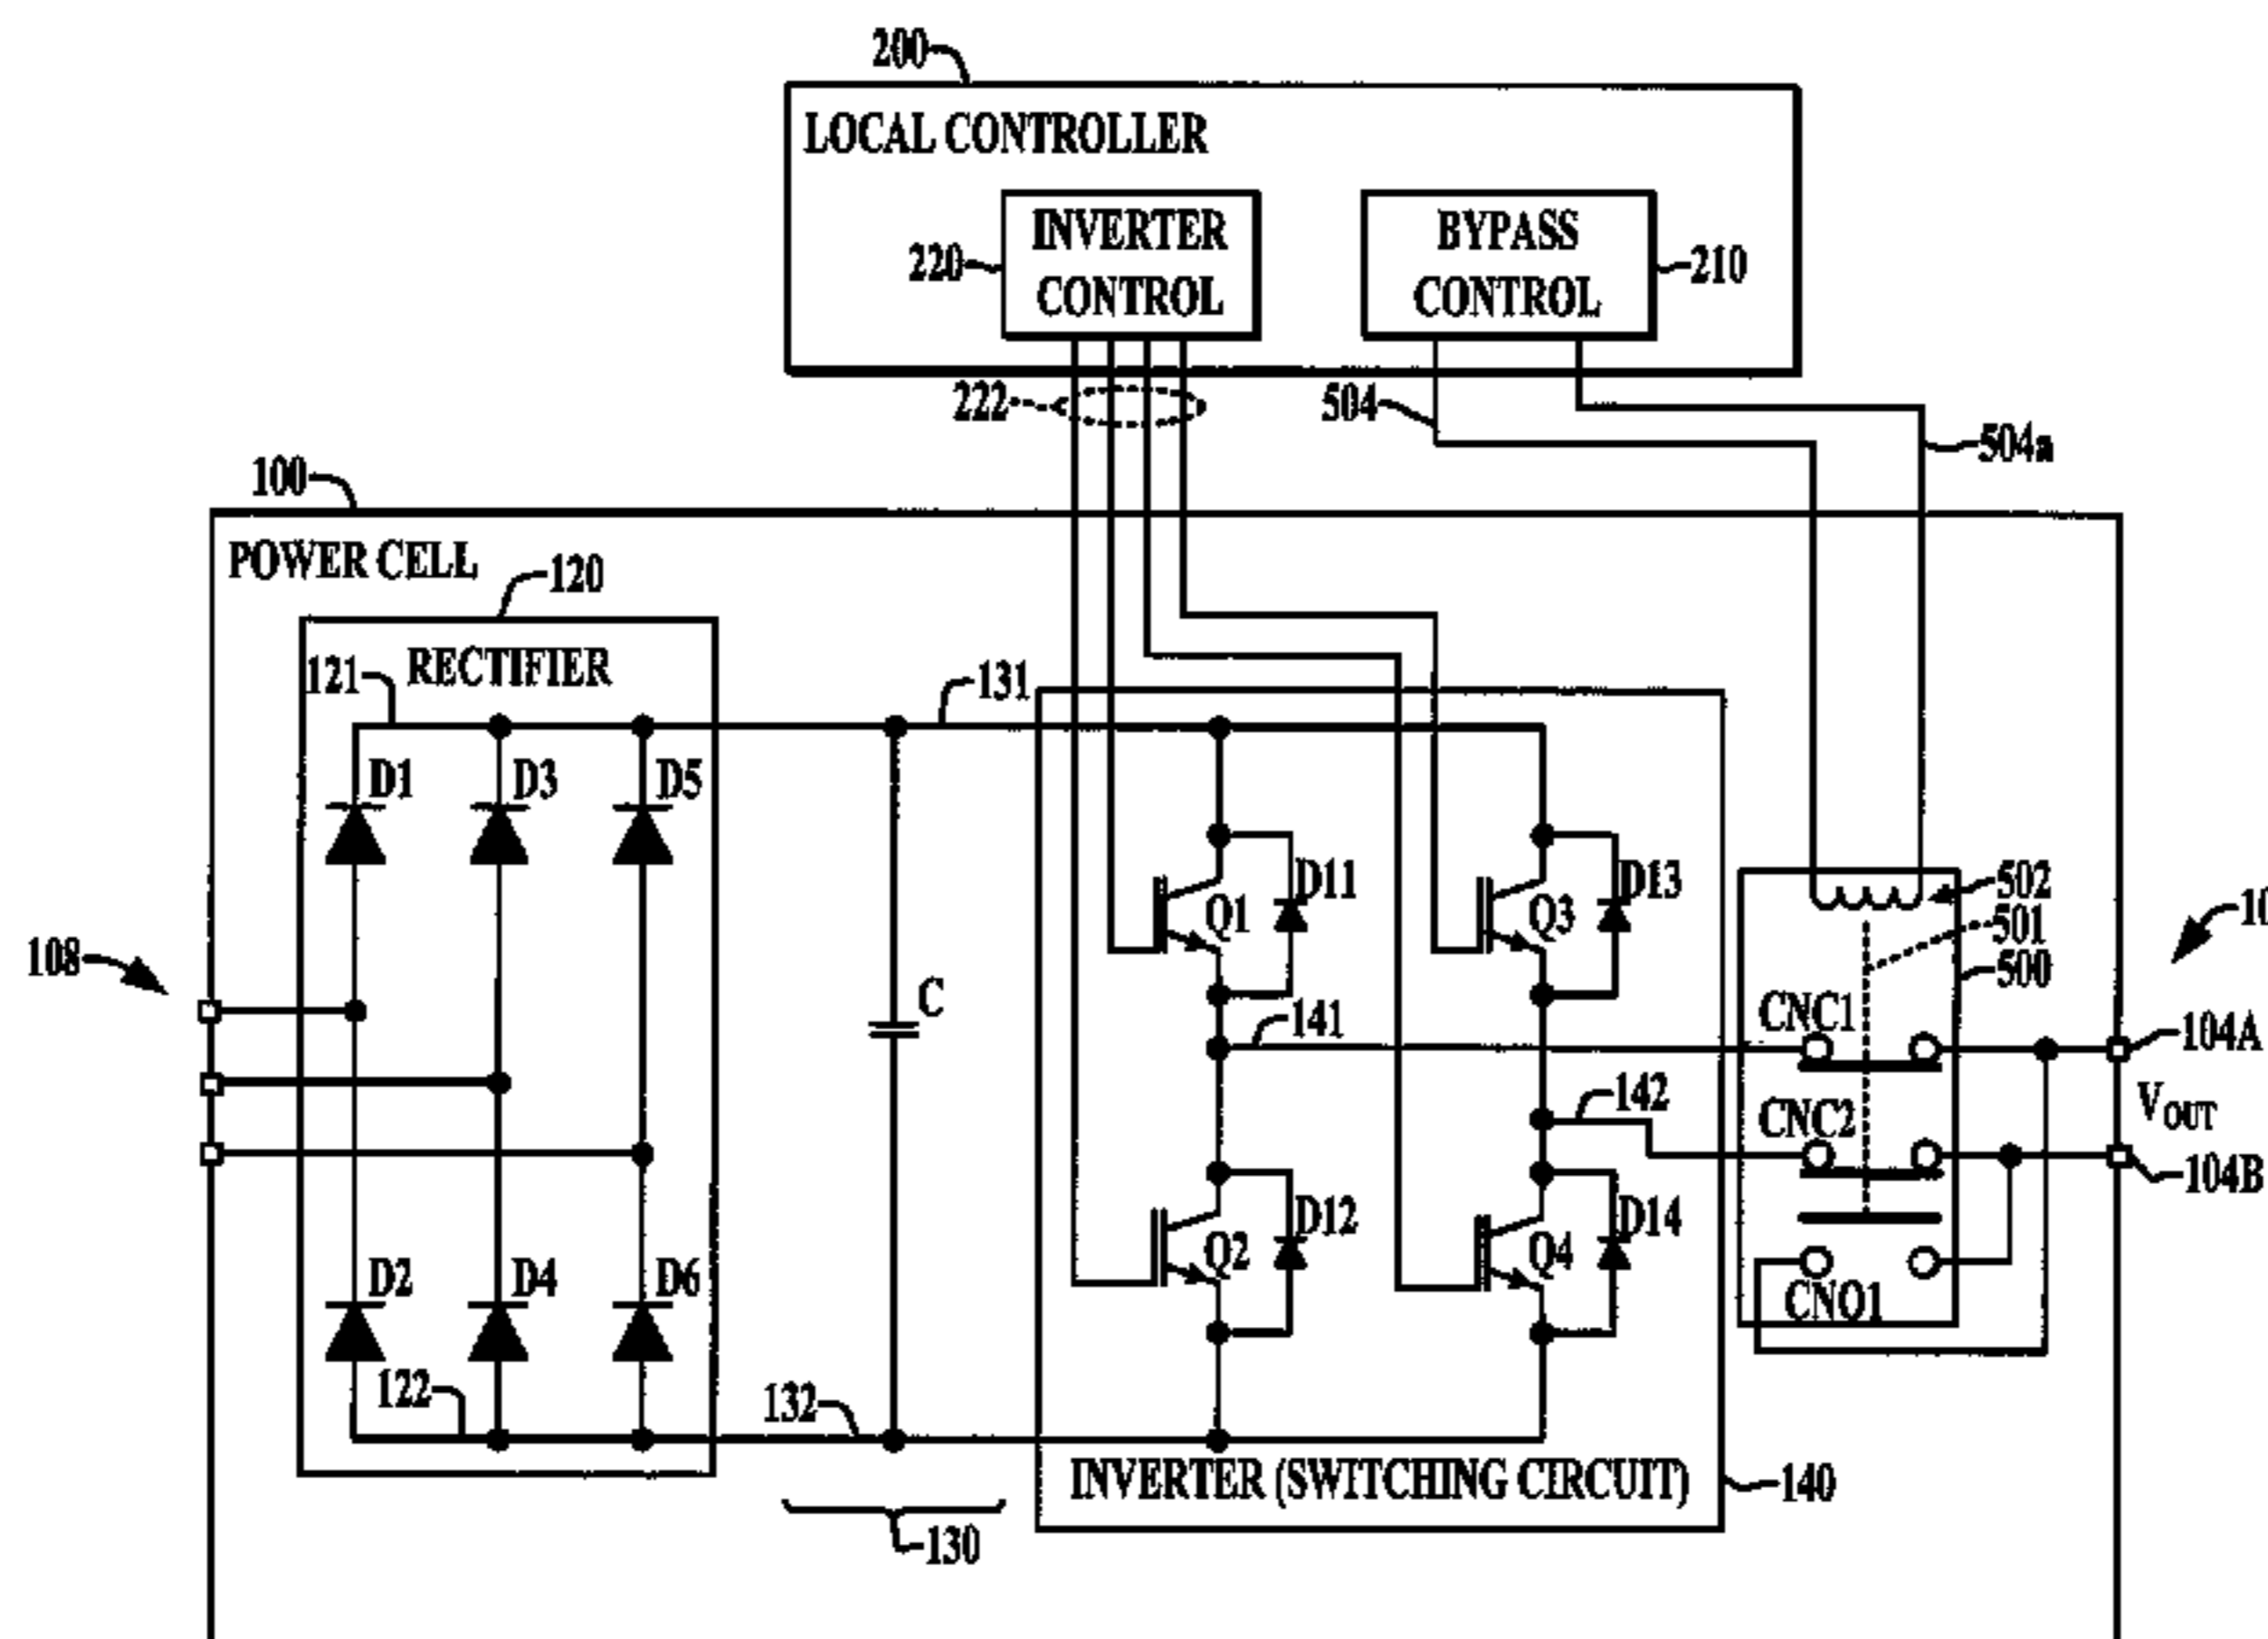 200
LOCAL CONTROLLER
INVERTER
CONTROL
BYPASS
CONTROL
220
210
222
504
504a
100
POWER CELL
120
RECTIFIER
121
131
D1
D3
D5
D11
D13
Q1
Q3
502
501
500
10
108
C
CNC1
141
104A
142
CNC2
VOUT
104B
D12
D14
Q2
Q4
D2
D4
D6
CNO1
122
132
INVERTER (SWITCHING CIRCUIT)
140
130